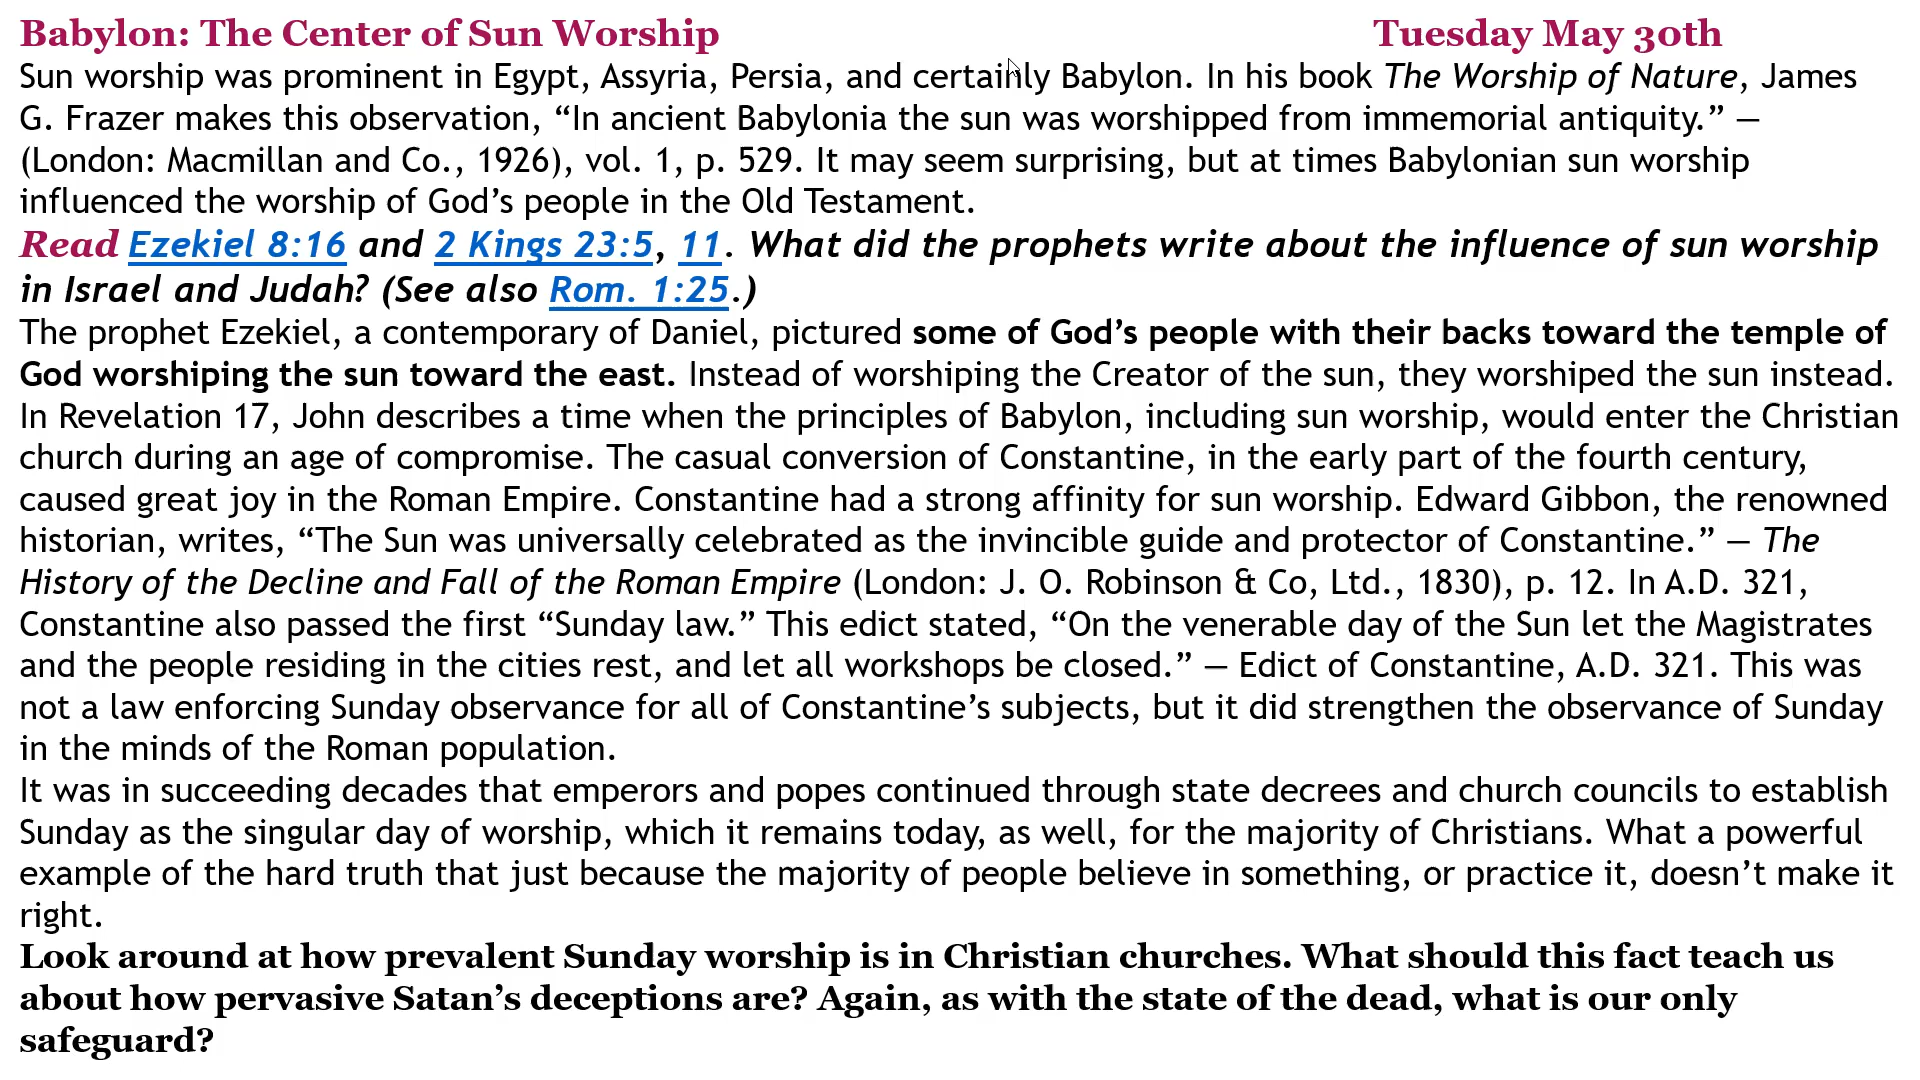 Babylon: The Center of Sun Worship Tuesday May 30th
Sun worship was prominent in Egypt, Assyria, Persia, and certainly Babylon. In his book The Worship of Nature, James
G. Frazer makes this observation, “In ancient Babylonia the sun was worshipped from immemorial antiquity.” —
(London: Macmillan and Co., 1926), vol. 1, p. 529. It may seem surprising, but at times Babylonian sun worship
influenced the worship of God’s people in the Old Testament.
Read Ezekiel 8:16 and 2 Kings 23:5, 11. What did the prophets write about the influence of sun worship
in Israel and Judah? (See also Rom. 1:25.)
The prophet Ezekiel, a contemporary of Daniel, pictured some of God’s people with their backs toward the temple of
God worshiping the sun toward the east. Instead of worshiping the Creator of the sun, they worshiped the sun instead.
In Revelation 17, John describes a time when the principles of Babylon, including sun worship, would enter the Christian
church during an age of compromise. The casual conversion of Constantine, in the early part of the fourth century,
caused great joy in the Roman Empire. Constantine had a strong affinity for sun worship. Edward Gibbon, the renowned
historian, writes, “The Sun was universally celebrated as the invincible guide and protector of Constantine.” — The
History of the Decline and Fall of the Roman Empire (London: J. O. Robinson & Co, Ltd., 1830), p. 12. In A.D. 321,
Constantine also passed the first “Sunday law.” This edict stated, “On the venerable day of the Sun let the Magistrates
and the people residing in the cities rest, and let all workshops be closed.” — Edict of Constantine, A.D. 321. This was
not a law enforcing Sunday observance for all of Constantine’s subjects, but it did strengthen the observance of Sunday
in the minds of the Roman population.
It was in succeeding decades that emperors and popes continued through state decrees and church councils to establish
Sunday as the singular day of worship, which it remains today, as well, for the majority of Christians. What a powerful
example of the hard truth that just because the majority of people believe in something, or practice it, doesn’t make it
right.
Look around at how prevalent Sunday worship is in Christian churches. What should this fact teach us
about how pervasive Satan’s deceptions are? Again, as with the state of the dead, what is our only
safeguard?